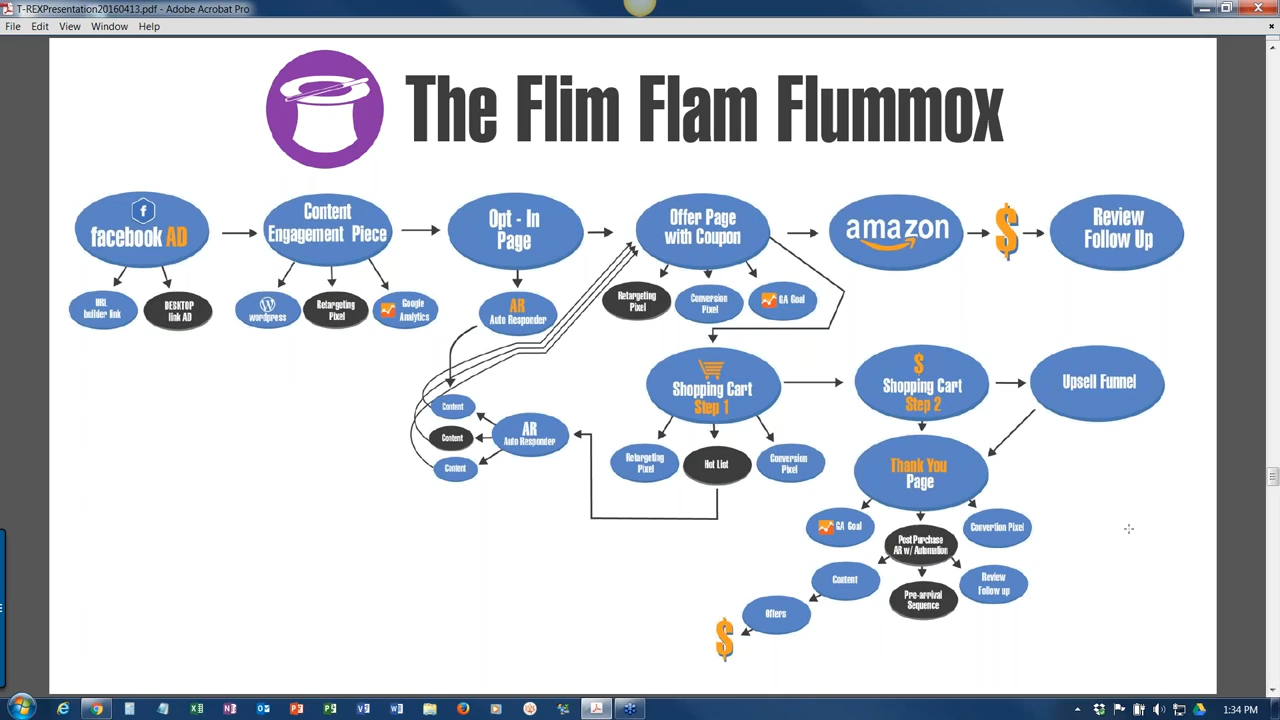 T-REXPresentation20160413.pdf - Adobe Acrobat Pro
File Edit View Window Help
The Flim Flam Flummox
facebook AD
Content
Engagement Piece
Opt - In
Page
Offer Page
with Coupon
amazon
$
Review
Follow Up
URL
builder link
DESKTOP
link AD
wordpress
Retargeting
Pixel
Google
Analytics
AR
Auto Responder
Retargeting
Pixel
Conversion
Pixel
GA Goal
Shopping Cart
Step 1
$
Shopping Cart
Step 2
Upsell Funnel
Content
Content
Content
AR
Auto Responder
Retargeting
Pixel
Hot List
Conversion
Pixel
Thank You
Page
GA Goal
Post Purchase
AR w/ Automation
Convertion Pixel
Content
Pre-arrival
Sequence
Review
Follow up
Offers
$
1:34 PM